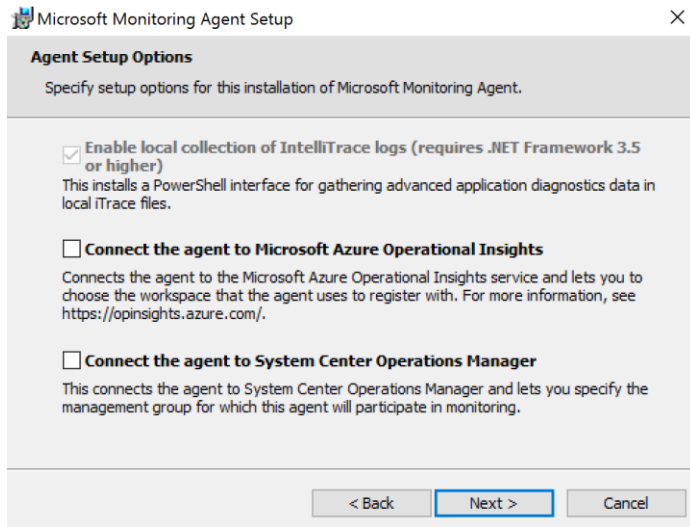 Microsoft Monitoring Agent Setup
Agent Setup Options
Specify setup options for this installation of Microsoft Monitoring Agent.
Enable local collection of IntelliTrace logs (requires .NET Framework 3.5
or higher)
This installs a PowerShell interface for gathering advanced application diagnostics data in
local iTrace files.
Connect the agent to Microsoft Azure Operational Insights
Connects the agent to the Microsoft Azure Operational Insights service and lets you to
choose the workspace that the agent uses to register with. For more information, see
https://opinsights.azure.com/.
Connect the agent to System Center Operations Manager
This connects the agent to System Center Operations Manager and lets you specify the
management group for which this agent will participate in monitoring.
< Back Next > Cancel